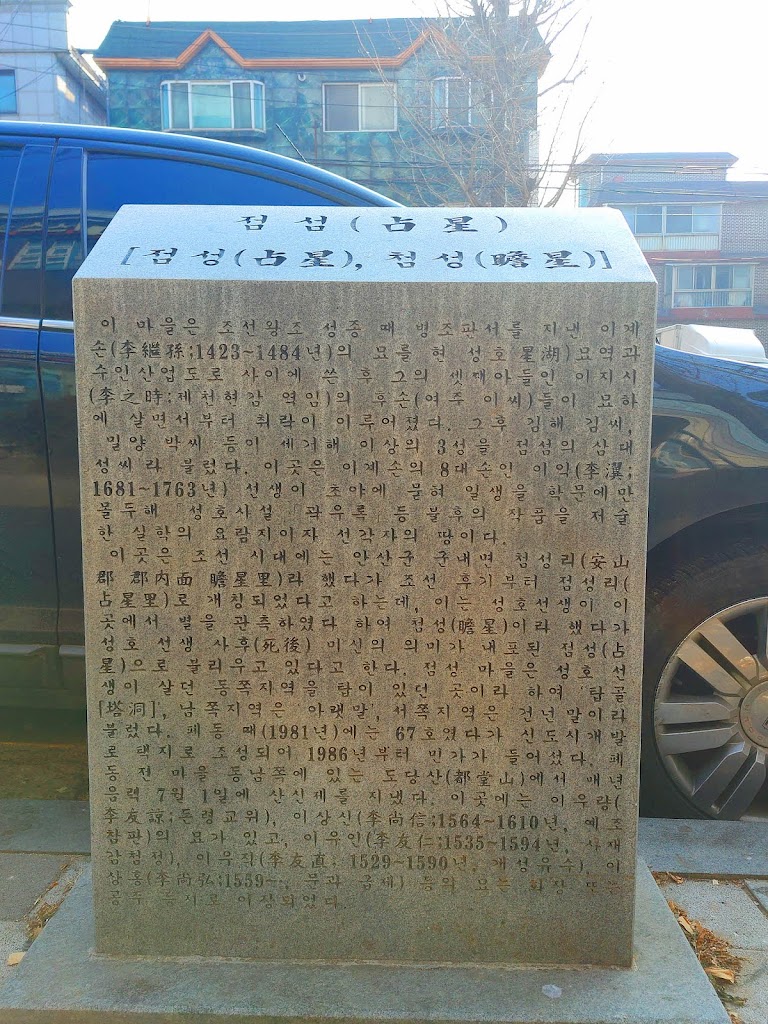 점섬(占星)
[점성(占星), 첨성(瞻星)]
이 마을은 조선왕조 성종 때 병조판서를 지낸 이계
손(李繼孫;1423~1484년)의 묘를 현 성호星湖)묘역과
수인산업도로 사이에 쓴 후 그의 셋째아들인 이지시
(李之時;제천현감 역임)의 후손(여주 이씨)들이 묘하
에 살면서부터 취락이 이루어졌다. 그후 김해 김씨,
밀양 박씨 등이 세거해 이상의 3성을 점섬의 삼대
성씨라 불렀다. 이곳은 이계손의 8대손인 이익(李瀷;
1681~1763년) 선생이 초야에 묻혀 일생을 학문에만
몰두해 '성호사설' '곽우록' 등 불후의 작품을 저술
한 실학의 요람지이자 선각자의 땅이다.
이곳은 조선 시대에는 안산군 군내면 첨성리(安山
郡 郡內面 瞻星里)라 했다가 조선 후기부터 점성리(
占星里)로 개칭되었다고 하는데, 이는 성호선생이 이
곳에서 별을 관측하였다 하여 첨성(瞻星)이라 했다가
성호 선생 사후(死後) 미신의 의미가 내포된 점성(占
星)으로 불리우고 있다고 한다. 점성 마을은 성호 선
생이 살던 동쪽지역을 탑이 있던 곳이라 하여 '탑골
[塔洞]', 남쪽지역은 '아랫말', 서쪽지역은 건넌말이라
불렀다. 폐동 때(1981년)에는 67호였다가 신도시개발
로 택지로 조성되어 1986년부터 민가가 들어섰다. 폐
동 전 마을 동남쪽에 있는 도당산(都堂山)에서 매년
음력 7월 1일에 산신제를 지냈다. 이곳에는 이우량(
李友諒;돈령교위), 이상신(李尙信;1564~1610년, 예조
참판)의 묘가 있고, 이우인(李友仁;1535~1594년, 사재
감첨정), 이우직(李友直; 1529~1590년, 개성유수), 이
상홍(李尙弘;1559~, 문과 급제) 등의 묘는 화장 또는
공주 등지로 이장되었다.